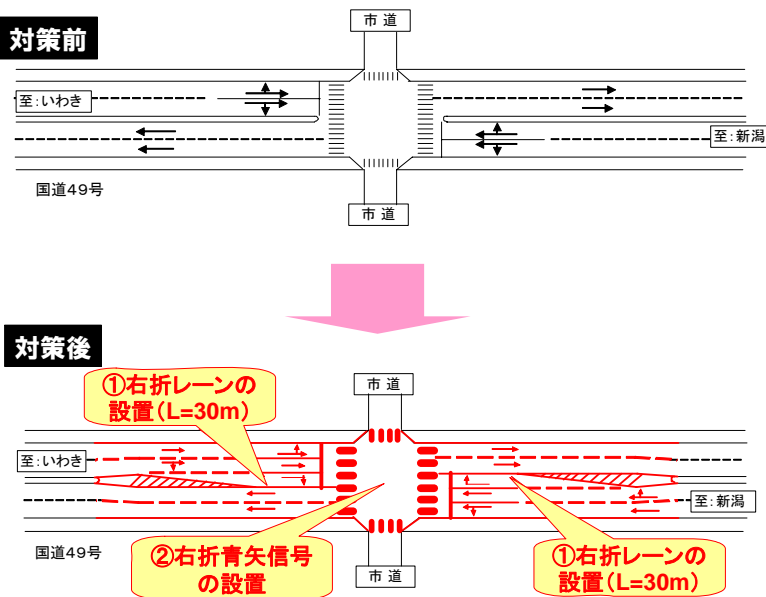 市 道
対策前
至:いわき
至:新潟
国道49号
市 道
対策後
①右折レーンの
設置(L=30m)
市 道
至:いわき
至:新潟
国道49号
②右折青矢信号
の設置
市 道
①右折レーンの
設置(L=30m)